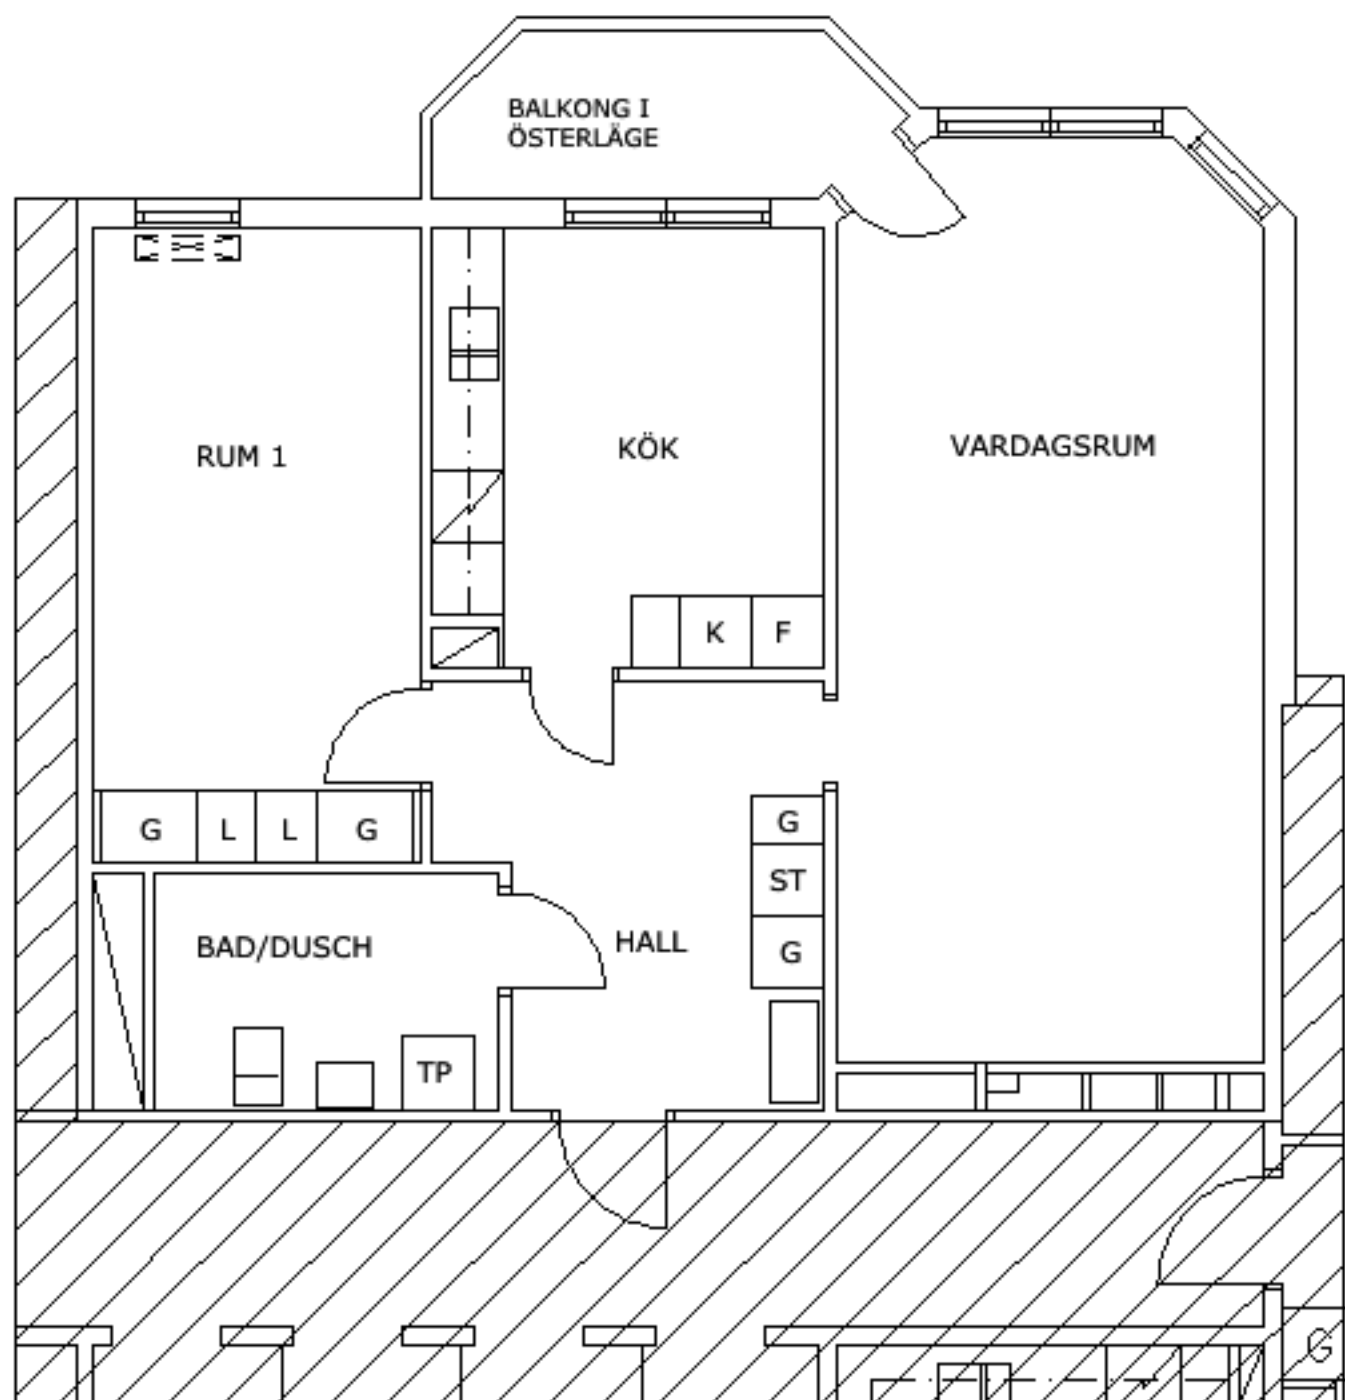 BALKONG I
ÖSTERLÄGE
RUM 1
KÖK
VARDAGSRUM
K F
G L L G
G
ST
G
BAD/DUSCH
HALL
TP
G